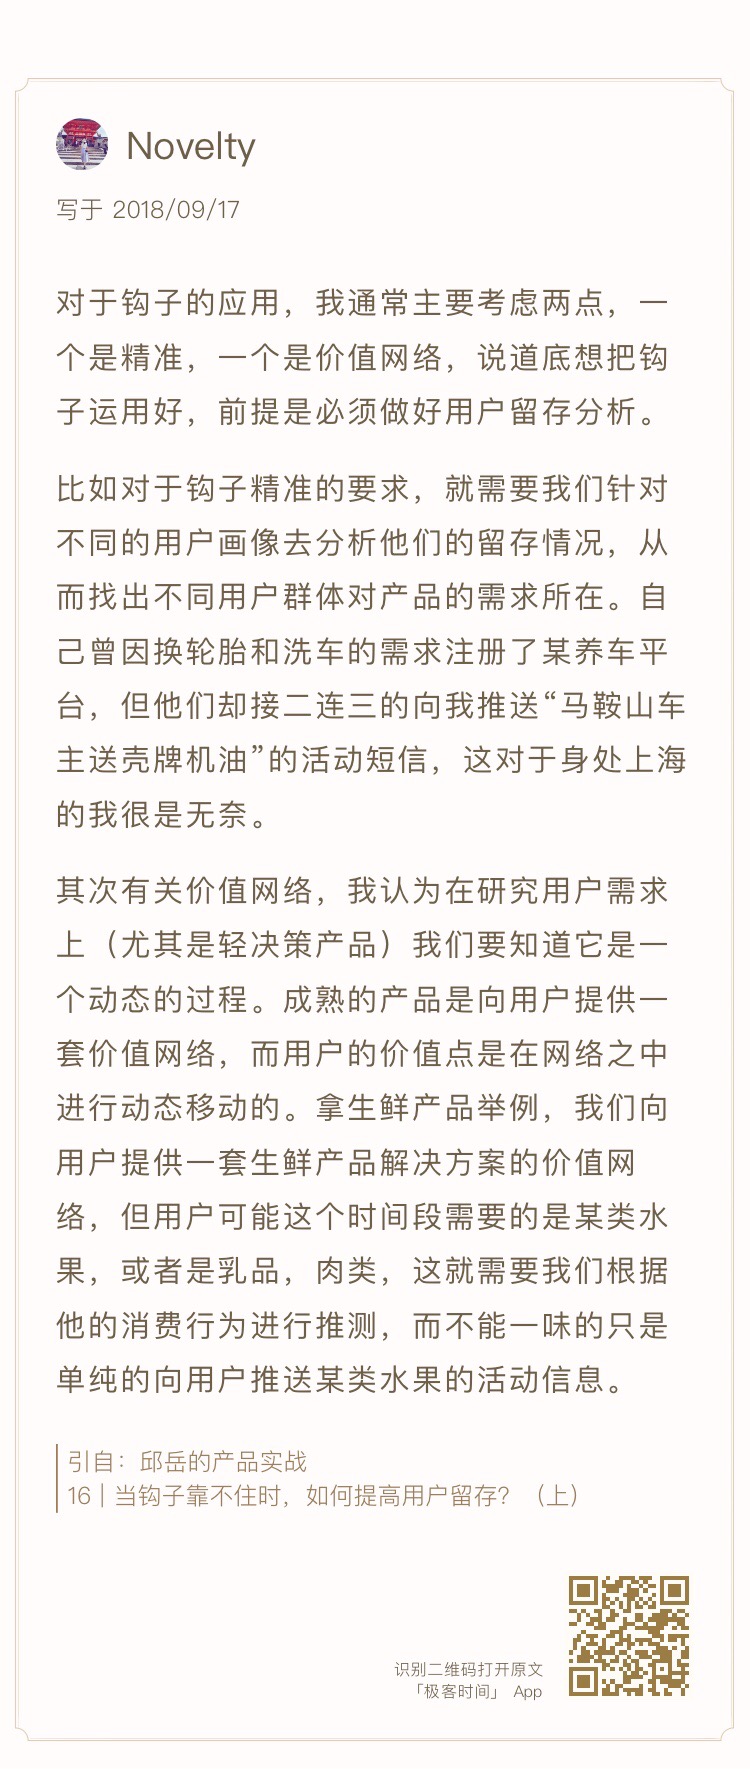 Novelty
写于 2018/09/17
对于钩子的应用，我通常主要考虑两点，一
个是精准，一个是价值网络，说道底想把钩
子运用好，前提是必须做好用户留存分析。
比如对于钩子精准的要求，就需要我们针对
不同的用户画像去分析他们的留存情况，从
而找出不同用户群体对产品的需求所在。自
己曾因换轮胎和洗车的需求注册了某养车平
台，但他们却接二连三的向我推送“马鞍山车
主送壳牌机油”的活动短信，这对于身处上海
的我很是无奈。
其次有关价值网络，我认为在研究用户需求
上（尤其是轻决策产品）我们要知道它是一
个动态的过程。成熟的产品是向用户提供一
套价值网络，而用户的价值点是在网络之中
进行动态移动的。拿生鲜产品举例，我们向
用户提供一套生鲜产品解决方案的价值网
络，但用户可能这个时间段需要的是某类水
果，或者是乳品，肉类，这就需要我们根据
他的消费行为进行推测，而不能一味的只是
单纯的向用户推送某类水果的活动信息。
引自：邱岳的产品实战
16 | 当钩子靠不住时，如何提高用户留存？（上）
识别二维码打开原文
「极客时间」 App